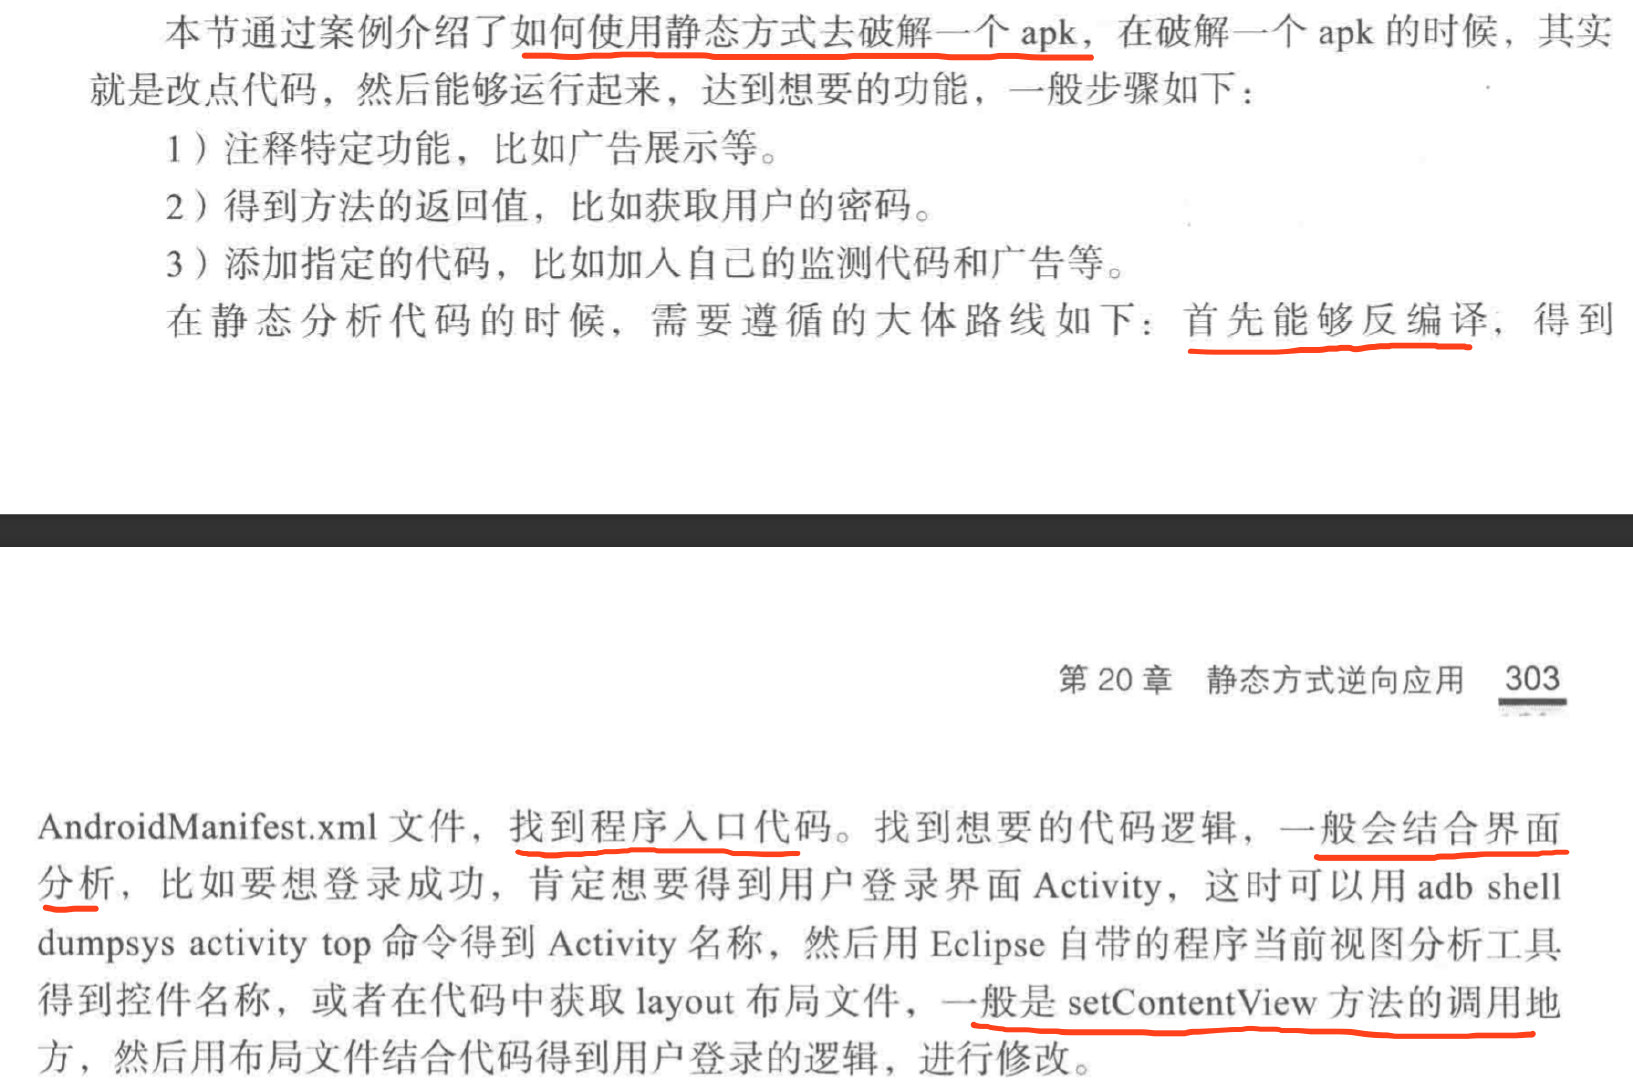 本节通过案例介绍了如何使用静态方式去破解一个 apk，在破解一个 apk 的时候，其实
就是改点代码，然后能够运行起来，达到想要的功能，一般步骤如下：
1）注释特定功能，比如广告展示等。
2）得到方法的返回值，比如获取用户的密码。
3）添加指定的代码，比如加入自己的监测代码和广告等。
在静态分析代码的时候，需要遵循的大体路线如下：首先能够反编译，得到
第 20 章 静态方式逆向应用 303
AndroidManifest.xml 文件，找到程序入口代码。找到想要的代码逻辑，一般会结合界面
分析，比如要想登录成功，肯定想要得到用户登录界面 Activity，这时可以用 adb shell
dumpsys activity top 命令得到 Activity 名称，然后用 Eclipse 自带的程序当前视图分析工具
得到控件名称，或者在代码中获取 layout 布局文件，一般是 setContentView 方法的调用地
方，然后用布局文件结合代码得到用户登录的逻辑，进行修改。